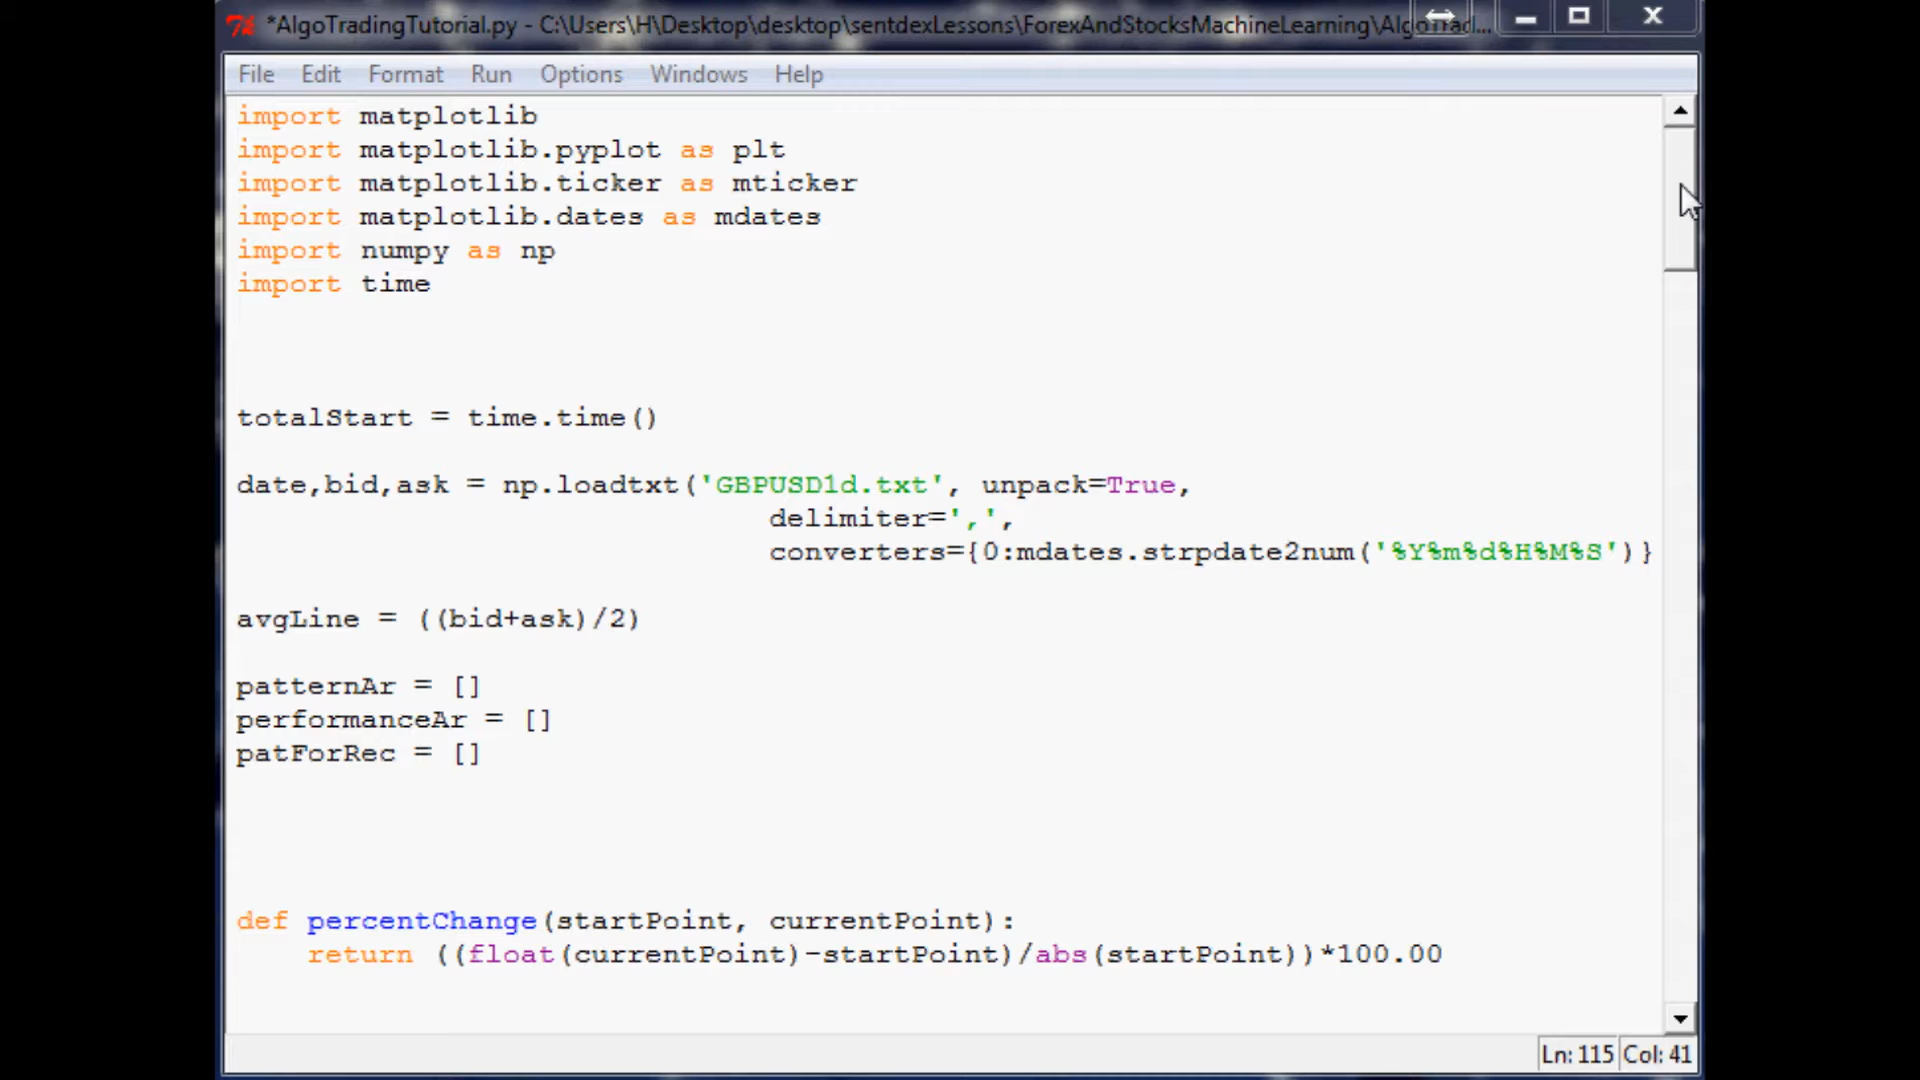 *AlgoTradingTutorial.py - C:\Users\H\Desktop\desktop\sentdexLessons\ForexAndStocksMachineLearning\AlgoTrad...
File Edit Format Run Options Windows Help
import matplotlib
import matplotlib.pyplot as plt
import matplotlib.ticker as mticker
import matplotlib.dates as mdates
import numpy as np
import time
totalStart = time.time()
date,bid,ask = np.loadtxt('GBPUSD1d.txt', unpack=True,
delimiter=',',
converters={0:mdates.strpdate2num('%Y%m%d%H%M%S')}
avgLine = ((bid+ask)/2)
patternAr = []
performanceAr = []
patForRec = []
def percentChange(startPoint, currentPoint):
return ((float(currentPoint)-startPoint)/abs(startPoint))*100.00
Ln: 115 Col: 41